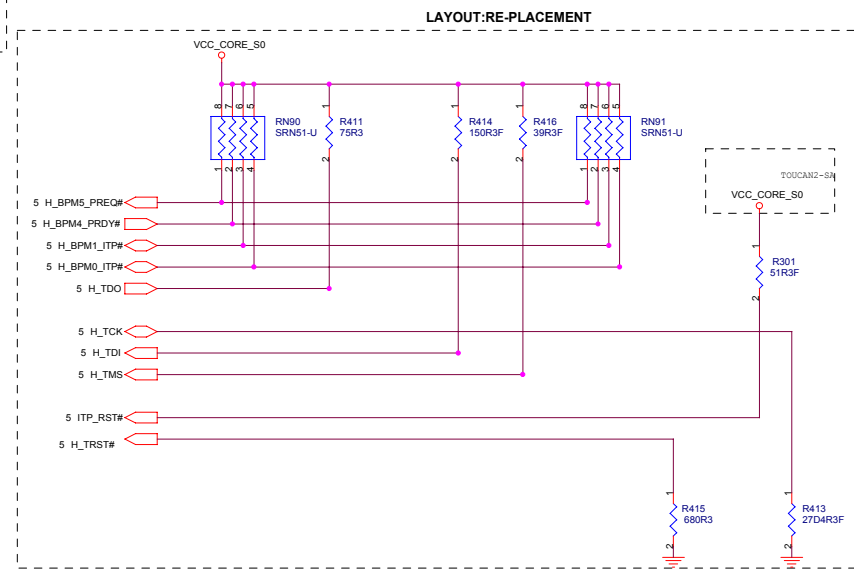 LAYOUT:RE-PLACEMENT
VCC_CORE_S0
8 7 6 5
RN90
SRN51-U
1 2 3 4
1
R411
75R3
2
1
R414
150R3F
2
1
R416
39R3F
2
8 7 6 5
RN91
SRN51-U
1 2 3 4
TOUCAN2-SA
VCC_CORE_S0
1
R301
51R3F
2
5 H_BPM5_PREQ#
5 H_BPM4_PRDY#
5 H_BPM1_ITP#
5 H_BPM0_ITP#
5 H_TDO
5 H_TCK
5 H_TDI
5 H_TMS
5 ITP_RST#
5 H_TRST#
1
R415
680R3
2
1
R413
27D4R3F
2